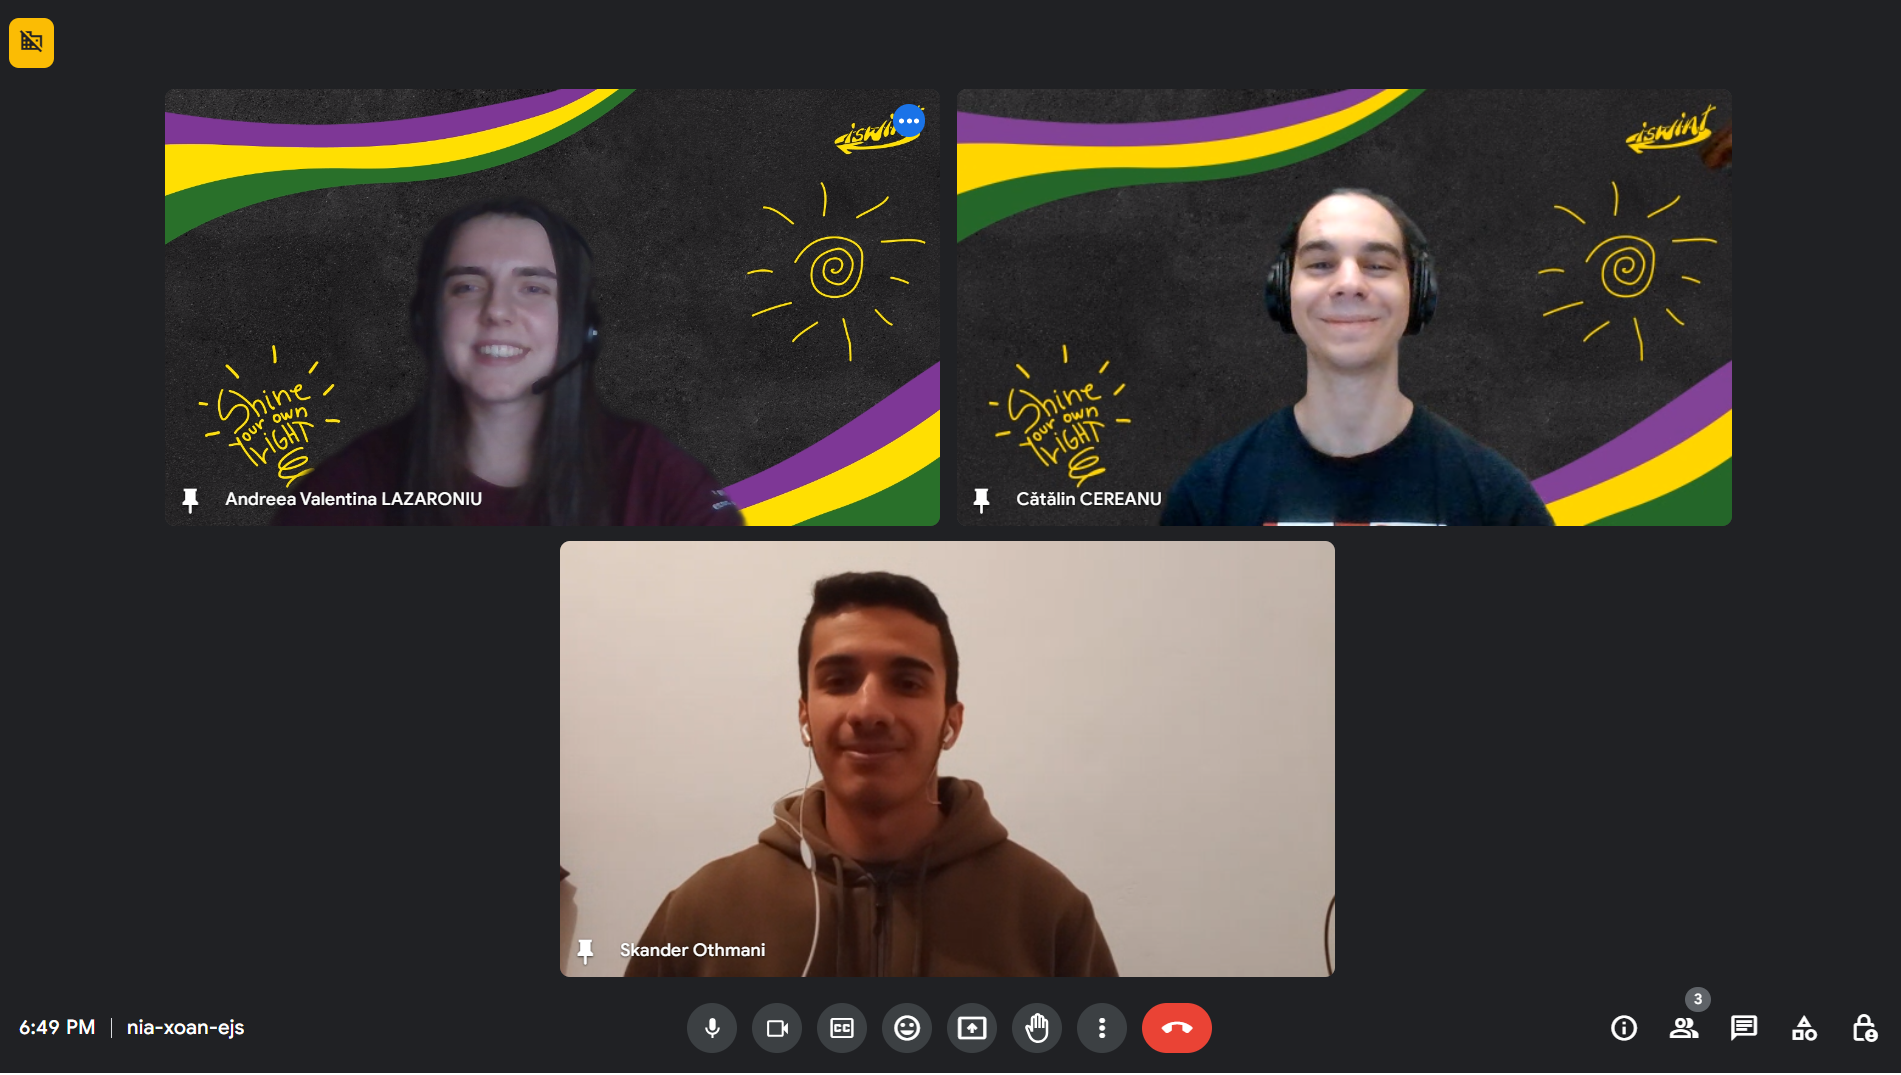 iswint
Shine
Your own
LIGHT
Andreea Valentina LAZARONIU
iswint
Shine
Your own
LIGHT
Cătălin CEREANU
Skander Othmani
6:49 PM | nia-xoan-ejs
CC
3